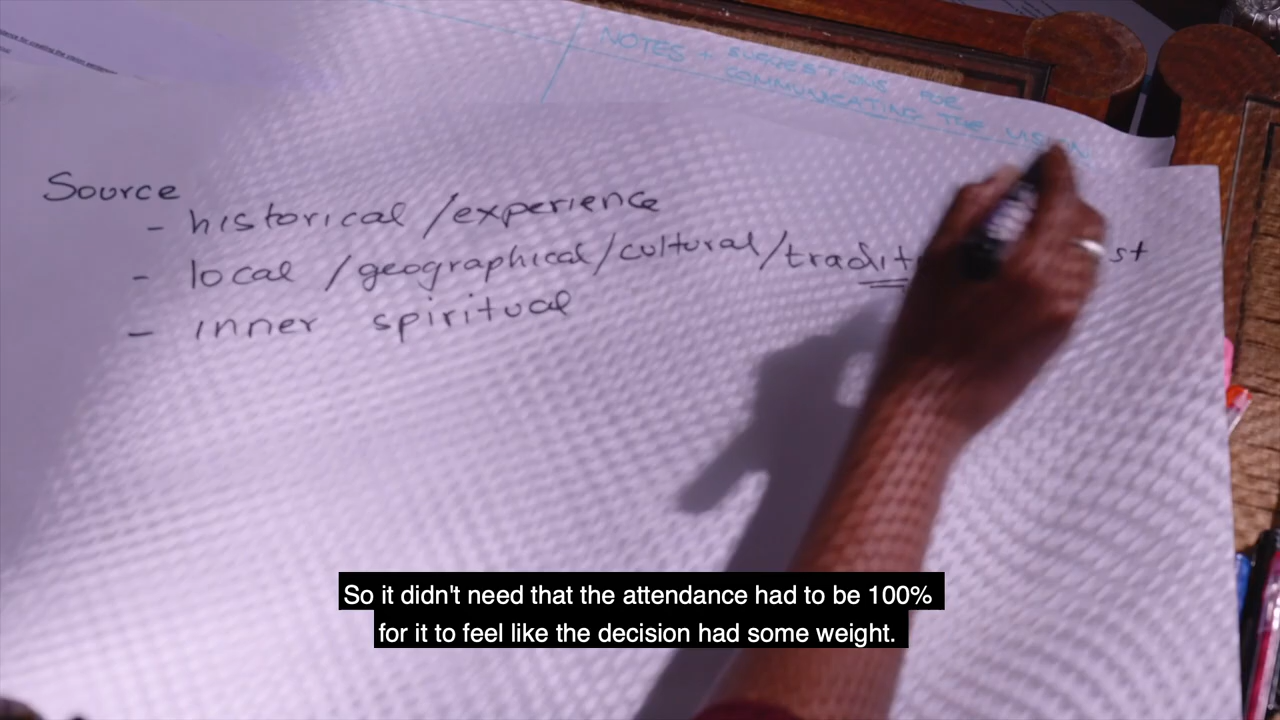 NOTES + SUGGESTIONS FOR
COMMUNICATING THE VISION
Source
- historical /experience
- local /geographical/cultural/tradit st
- inner spiritual
So it didn't need that the attendance had to be 100%
for it to feel like the decision had some weight.